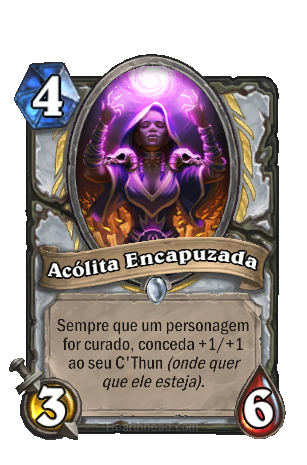 4
Acólita Encapuzada
Sempre que um personagem
for curado, conceda +1/+1
ao seu C'Thun (onde quer
que ele esteja).
3
6